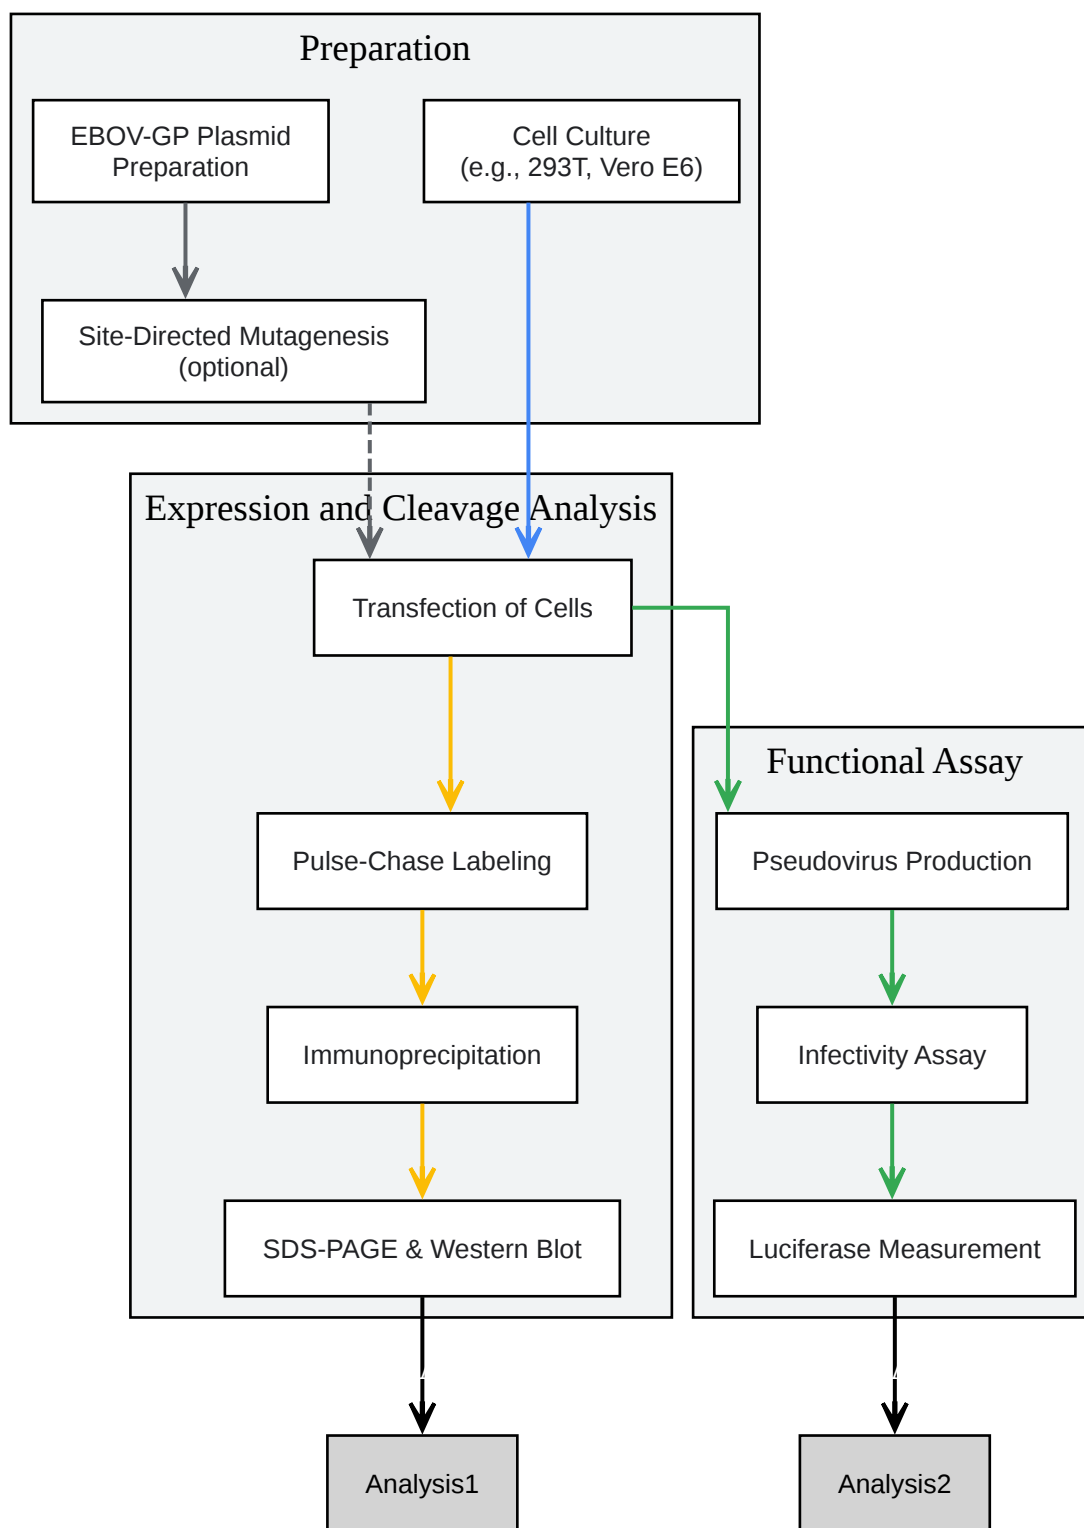 Preparation
EBOV-GP Plasmid
Preparation
Cell Culture
(e.g., 293T, Vero E6)
Site-Directed Mutagenesis
(optional)
Expression and Cleavage Analysis
Transfection of Cells
Functional Assay
Pulse-Chase Labeling
Pseudovirus Production
Immunoprecipitation
Infectivity Assay
SDS-PAGE & Western Blot
Luciferase Measurement
Analysis1
Analysis2